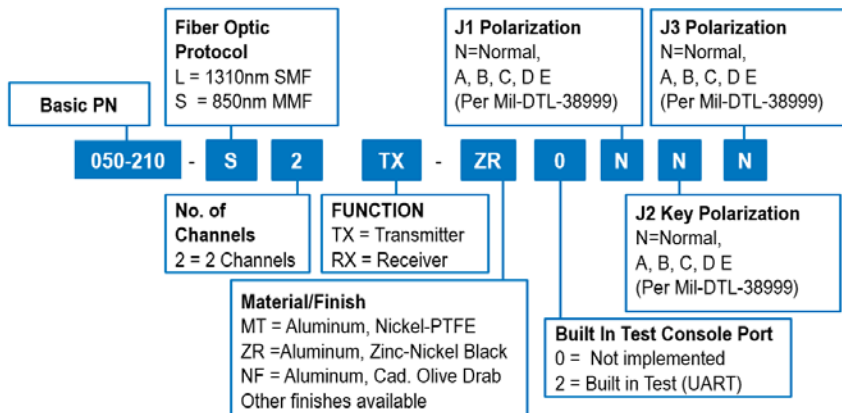 Fiber Optic
Protocol
L = 1310nm SMF
S = 850nm MMF
J1 Polarization
N=Normal,
A, B, C, D E
(Per Mil-DTL-38999)
J3 Polarization
N=Normal,
A, B, C, D E
(Per Mil-DTL-38999)
Basic PN
050-210 - S 2 TX - ZR 0 N N N
No. of
Channels
2 = 2 Channels
FUNCTION
TX = Transmitter
RX = Receiver
J2 Key Polarization
N=Normal,
A, B, C, D E
(Per Mil-DTL-38999)
Material/Finish
MT = Aluminum, Nickel-PTFE
ZR =Aluminum, Zinc-Nickel Black
NF = Aluminum, Cad. Olive Drab
Other finishes available
Built In Test Console Port
0 = Not implemented
2 = Built in Test (UART)